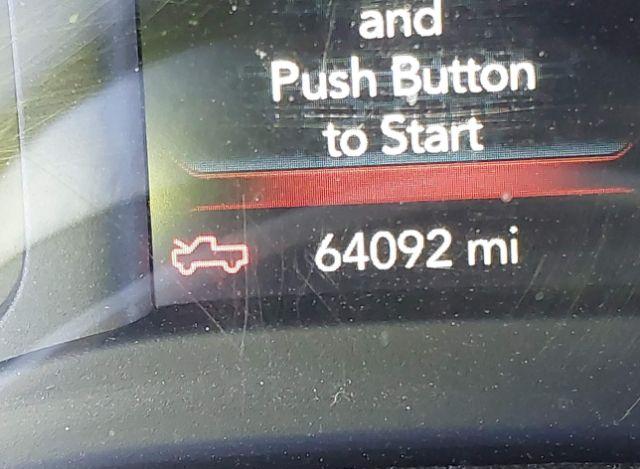 and
Push Button
to Start
64092 mi